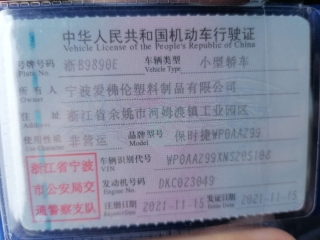 中华人民共和国机动车行驶证
Vehicle License of the People's Republic of China
号牌号码 浙B9890E 车辆类型 小型轿车
Plate No. Vehicle Type
所有人 宁波爱佛伦塑料制品有限公司
Owner
住址 浙江省余姚市河姆渡镇工业园区
Address
使用性质 非营运 品牌型号 保时捷WP0AA299
Use Character Model
浙江省宁波
市公安局交
通警察支队
车辆识别代号 WP0AA299XNS205108
VIN
发动机号码 DKC023049
Engine No.
注册日期 2021-11-15 发证日期 2021-11-15
Register Date Issue Date